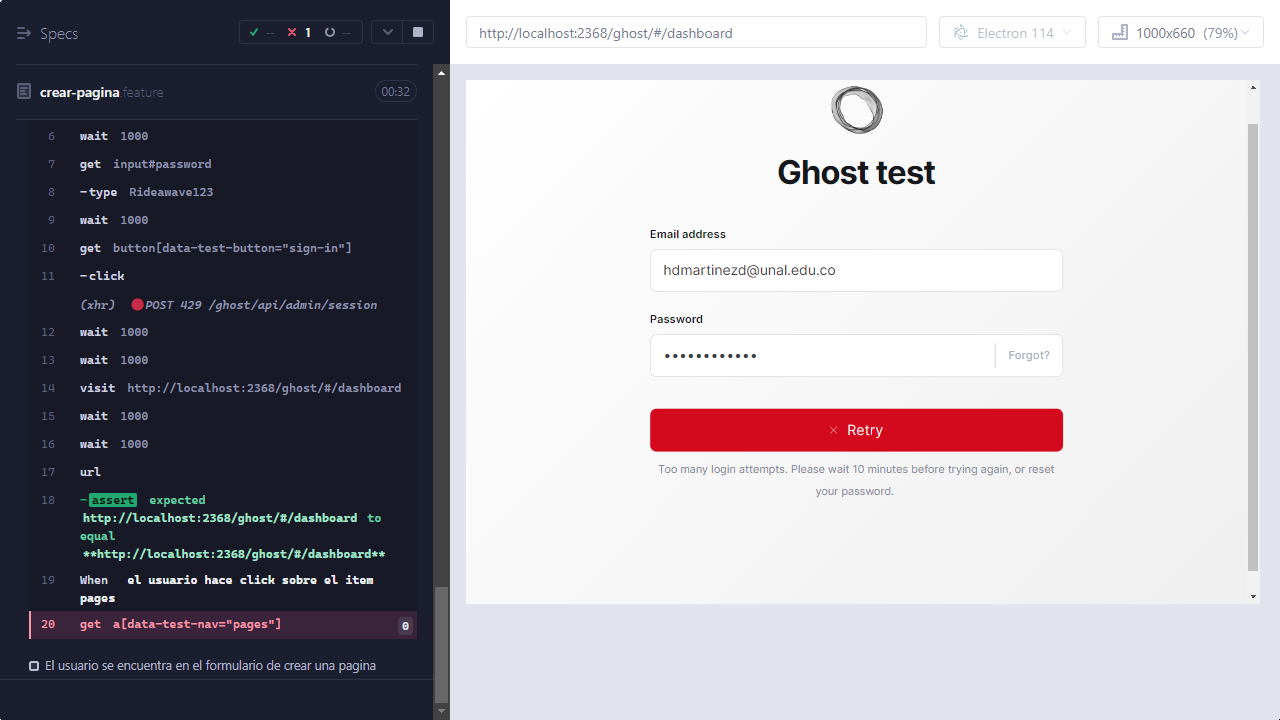 Specs
-- 1 --
crear-pagina.feature 00:32
6 wait 1000
7 get input#password
8 -type Rideawave123
9 wait 1000
10 get button[data-test-button="sign-in"]
11 -click
(xhr) POST 429 /ghost/api/admin/session
12 wait 1000
13 wait 1000
14 visit http://localhost:2368/ghost/#/dashboard
15 wait 1000
16 wait 1000
17 url
18 -assert expected
http://localhost:2368/ghost/#/dashboard to
equal
**http://localhost:2368/ghost/#/dashboard**
19 When el usuario hace click sobre el item
pages
20 get a[data-test-nav="pages"] 0
El usuario se encuentra en el formulario de crear una pagina
http://localhost:2368/ghost/#/dashboard
Electron 114
1000x660 (79%)
Ghost test
Email address
hdmartinezd@unal.edu.co
Password
••••••••••••
Forgot?
× Retry
Too many login attempts. Please wait 10 minutes before trying again, or reset
your password.